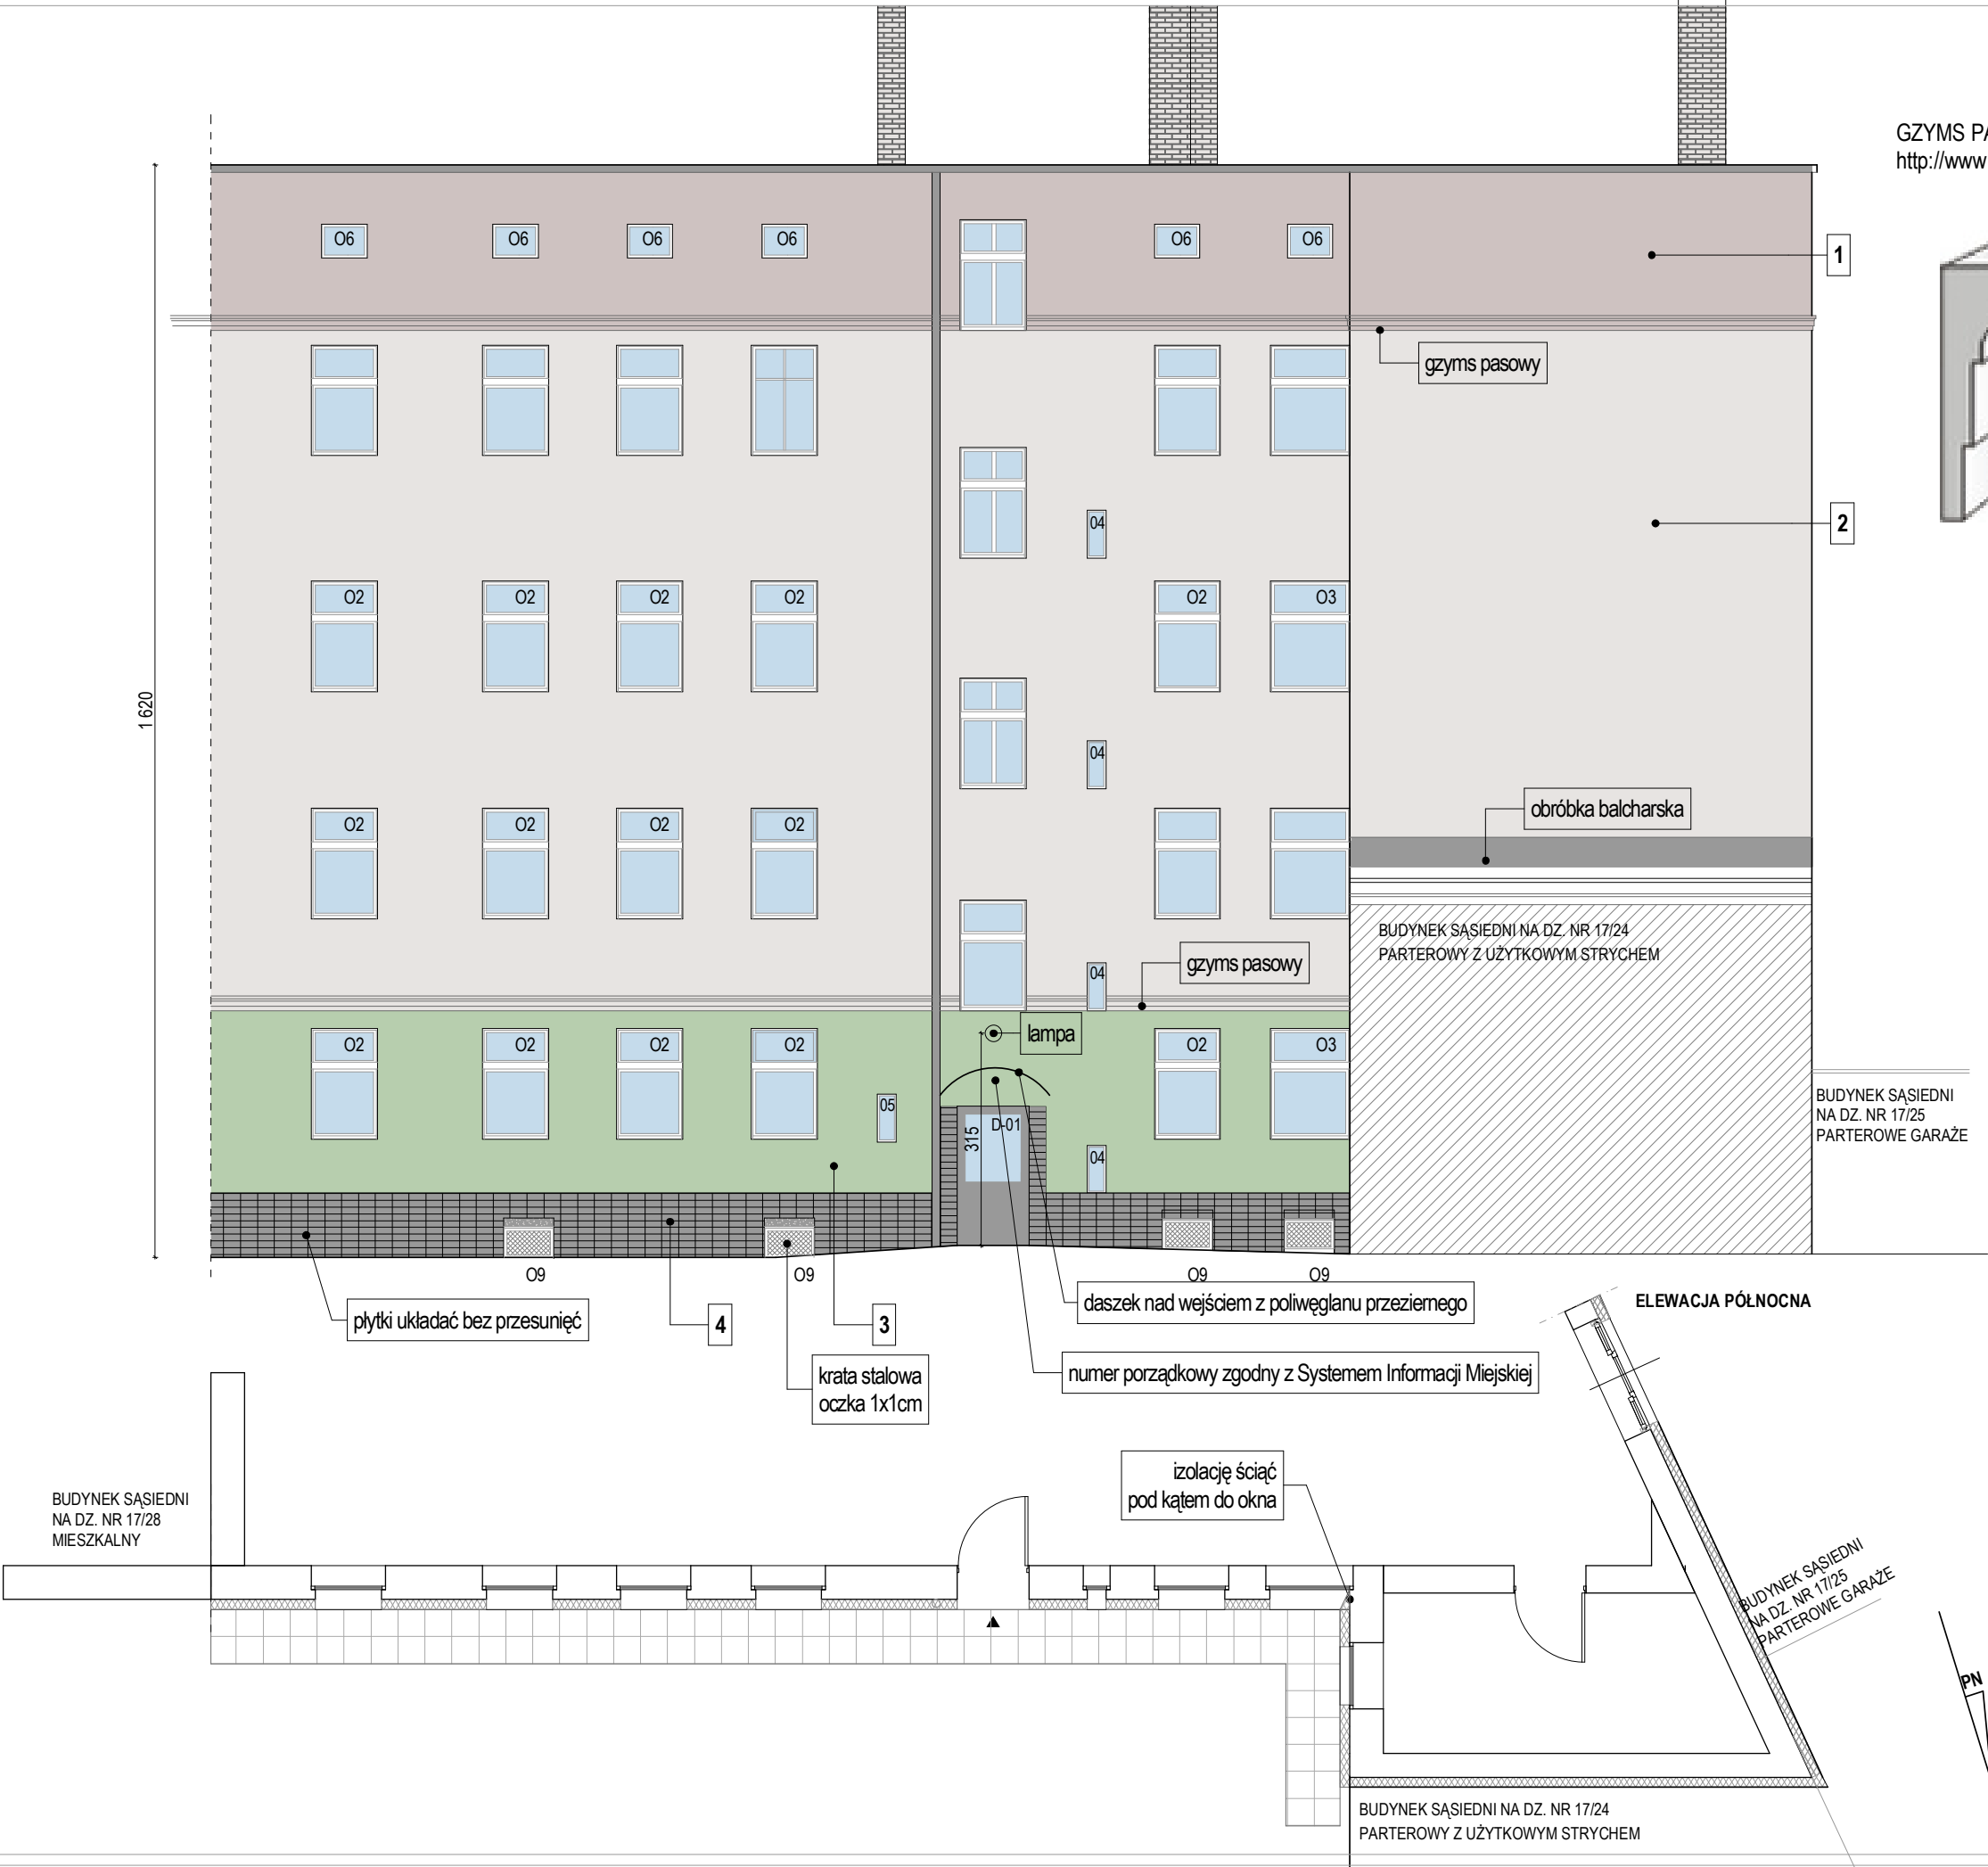 GZYMS PA
http://www
O6 O6 O6 O6 O6 O6
1
gzyms pasowy
2
04
O2 O2 O2 O2 O2 O3
1 620
04
obróbka balcharska
O2 O2 O2 O2
BUDYNEK SĄSIEDNI NA DZ. NR 17/24
PARTEROWY Z UŻYTKOWYM STRYCHEM
gzyms pasowy
04
lampa
O2 O2 O2 O2 O2 O3
05
D-01
315
04
BUDYNEK SĄSIEDNI
NA DZ. NR 17/25
PARTEROWE GARAŻE
O9 O9 O9 O9
płytki układać bez przesunięć
4
3
daszek nad wejściem z poliwęglanu przeziernego
ELEWACJA PÓŁNOCNA
krata stalowa
oczka 1x1cm
numer porządkowy zgodny z Systemem Informacji Miejskiej
izolację ściąć
pod kątem do okna
BUDYNEK SĄSIEDNI
NA DZ. NR 17/28
MIESZKALNY
BUDYNEK SĄSIEDNI
NA DZ. NR 17/25
PARTEROWE GARAŻE
PN
BUDYNEK SĄSIEDNI NA DZ. NR 17/24
PARTEROWY Z UŻYTKOWYM STRYCHEM